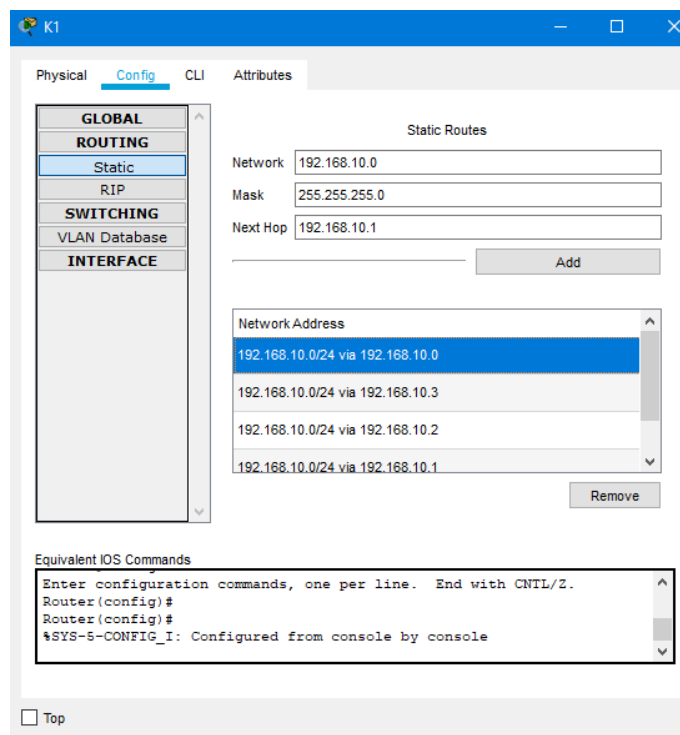 K1
Physical Config CLI Attributes
GLOBAL
ROUTING
Static
RIP
SWITCHING
VLAN Database
INTERFACE
Static Routes
Network 192.168.10.0
Mask 255.255.255.0
Next Hop 192.168.10.1
Add
Network Address
192.168.10.0/24 via 192.168.10.0
192.168.10.0/24 via 192.168.10.3
192.168.10.0/24 via 192.168.10.2
192.168.10.0/24 via 192.168.10.1
Remove
Equivalent IOS Commands
Enter configuration commands, one per line. End with CNTL/Z.
Router(config)#
Router(config)#
%SYS-5-CONFIG_I: Configured from console by console
Top